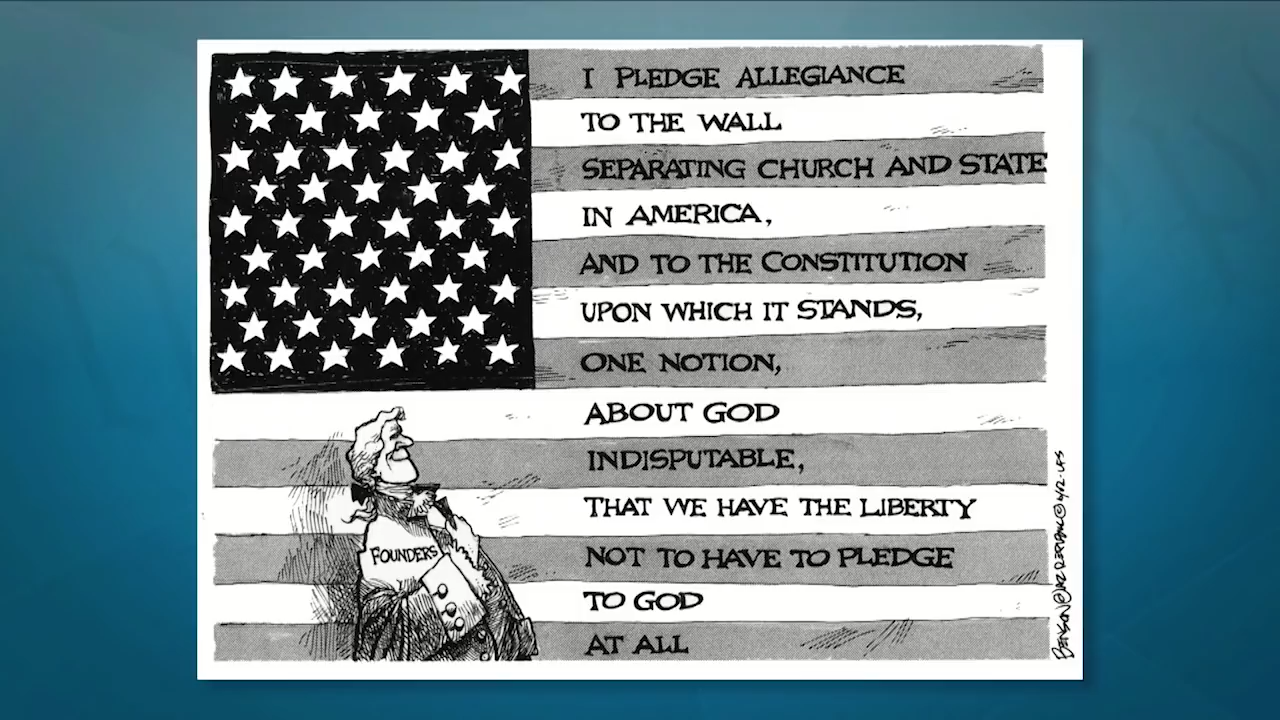 I PLEDGE ALLEGIANCE
TO THE WALL
SEPARATING CHURCH AND STATE
IN AMERICA,
AND TO THE CONSTITUTION
UPON WHICH IT STANDS,
ONE NOTION,
ABOUT GOD
INDISPUTABLE,
THAT WE HAVE THE LIBERTY
NOT TO HAVE TO PLEDGE
TO GOD
AT ALL
FOUNDERS
BENSON@AZ